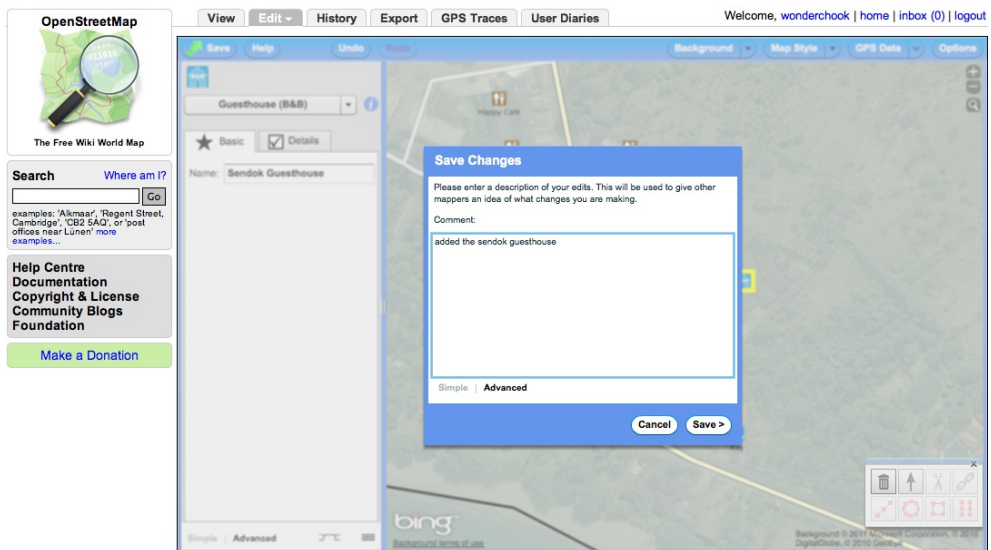 OpenStreetMap
The Free Wiki World Map
View Edit History Export GPS Traces User Diaries
Welcome, wonderchook | home | inbox (0) | logout
Search Where am I?
Go
examples: 'Alkmaar', 'Regent Street,
Cambridge', 'CB2 5AQ', or 'post
offices near Lünen' more
examples...
Help Centre
Documentation
Copyright & License
Community Blogs
Foundation
Make a Donation
Save Help Undo Redo Background Map Style GPS Data Options
Guesthouse (B&B)
Basic Details
Name: Sendok Guesthouse
Happy Café
Save Changes
Please enter a description of your edits. This will be used to give other
mappers an idea of what changes you are making.
Comment:
added the sendok guesthouse
Simple | Advanced
Cancel Save >
Simple | Advanced
bing
Background terms of use
Background © 2011 Microsoft Corporation, © 2010
DigitalGlobe, © 2010 GeoEye